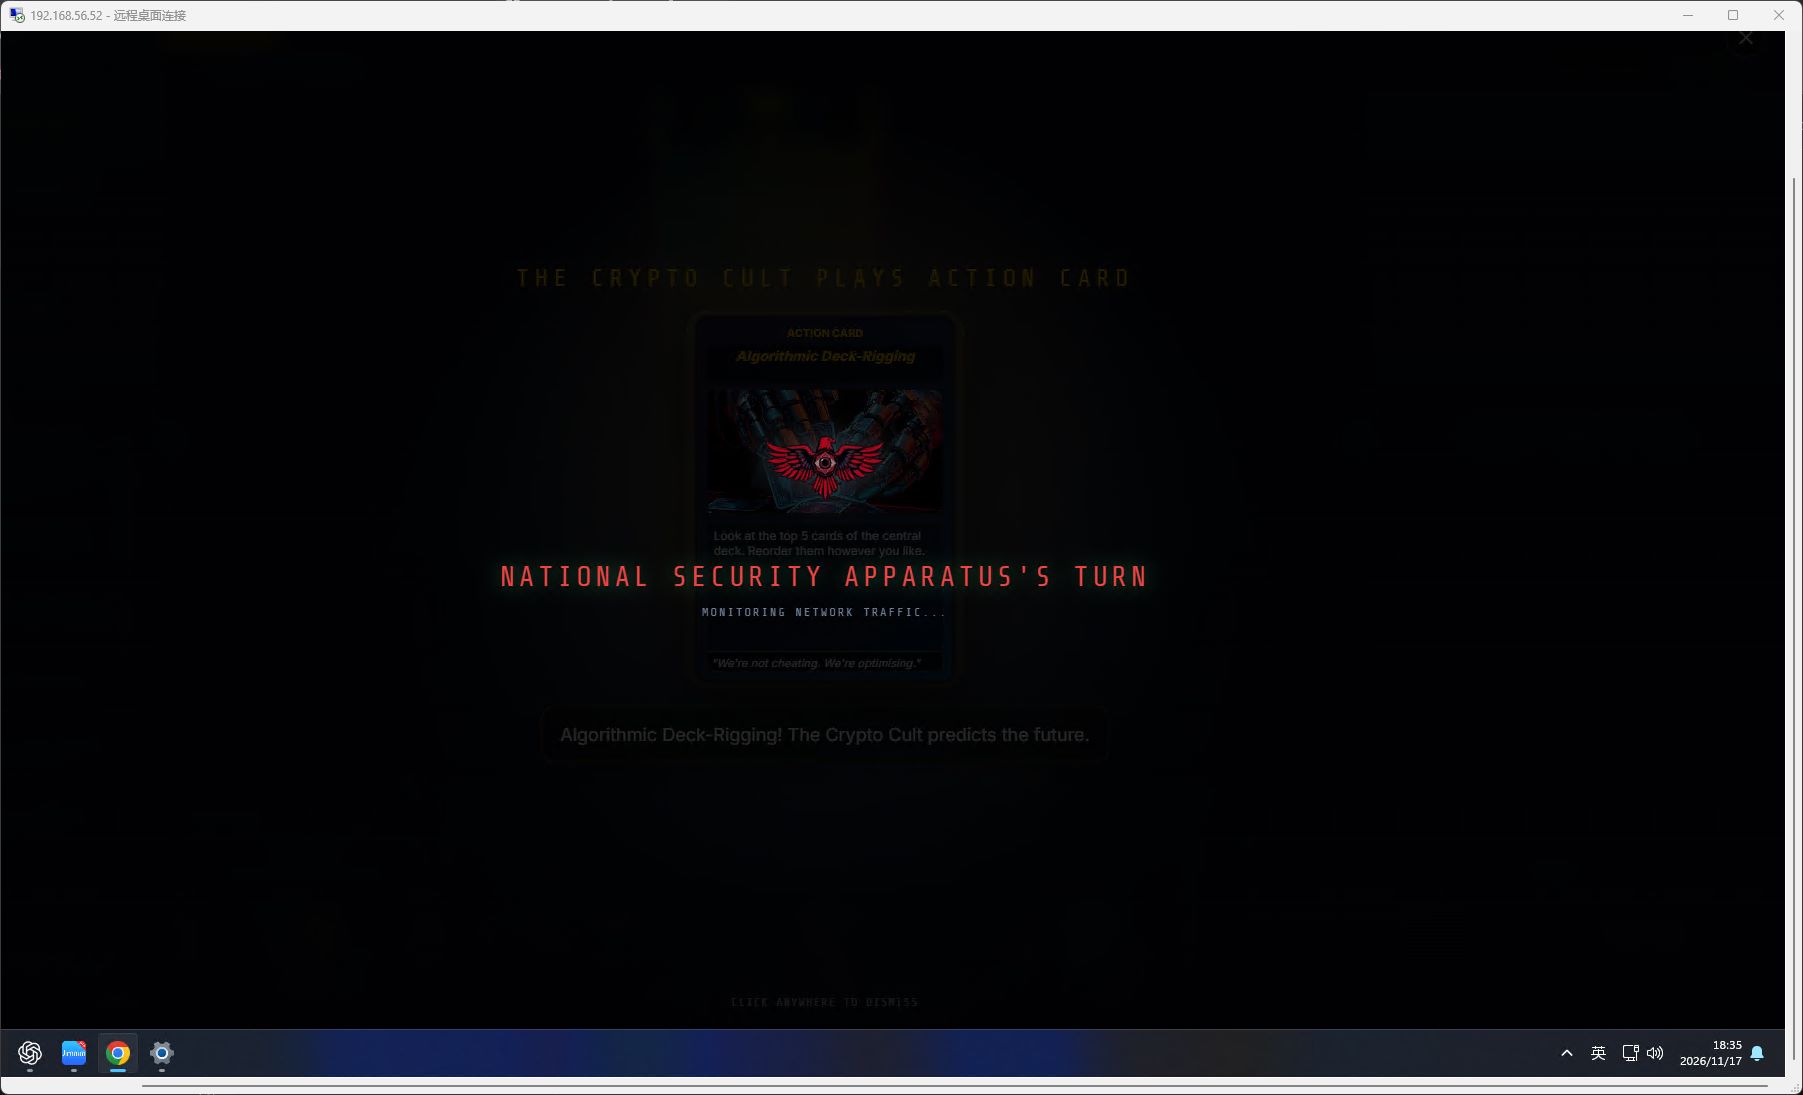 192.168.56.52 - 远程桌面连接
THE CRYPTO CULT PLAYS ACTION CARD
ACTION CARD
Algorithmic Deck-Rigging
Look at the top 5 cards of the central
deck. Reorder them however you like.
NATIONAL SECURITY APPARATUS'S TURN
MONITORING NETWORK TRAFFIC...
"We're not cheating. We're optimising."
Algorithmic Deck-Rigging! The Crypto Cult predicts the future.
CLICK ANYWHERE TO DISMISS
英
18:35
2026/11/17